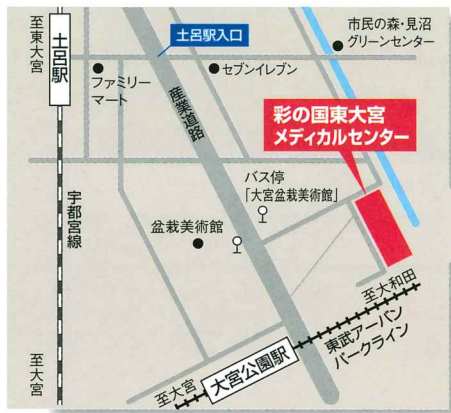 至東大宮
土呂駅
土呂駅入口
市民の森・見沼
グリーンセンター
ファミリー
マート
セブンイレブン
産業道路
彩の国東大宮
メディカルセンター
バス停
「大宮盆栽美術館」
宇都宮線
盆栽美術館
至大和田
東武アーバン
パークライン
大宮公園駅
至大宮
至大宮